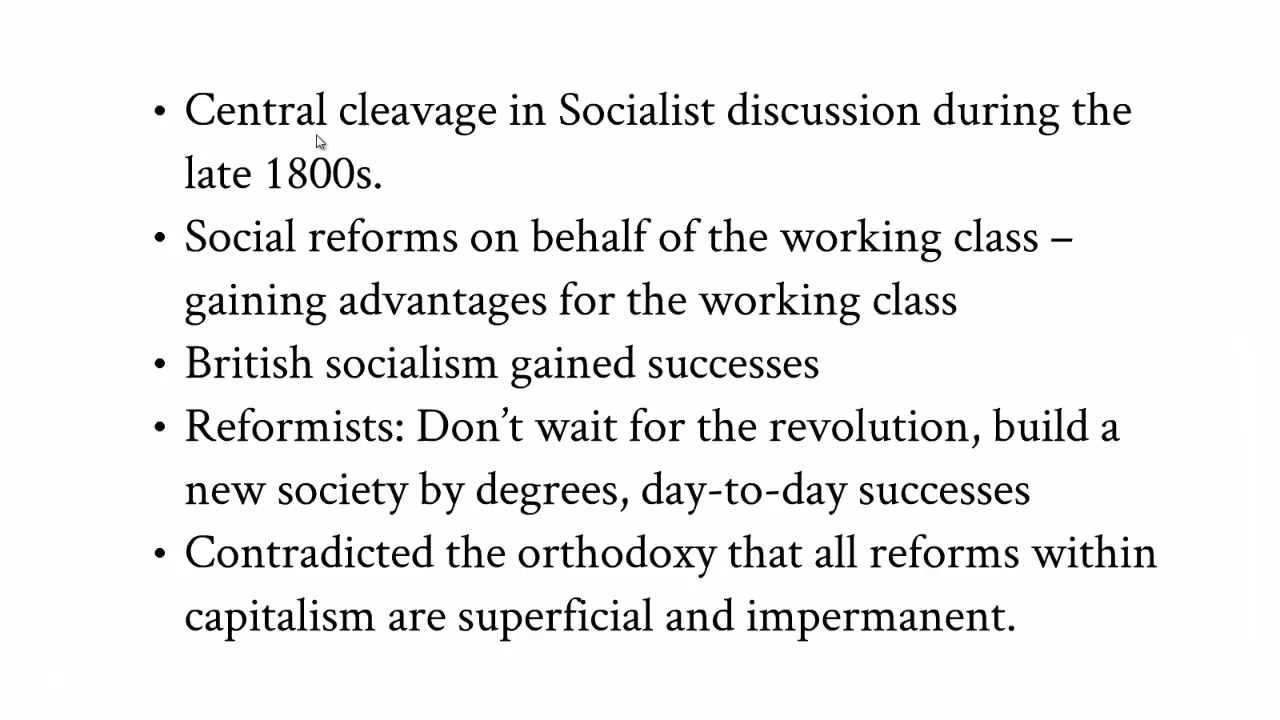 • Central cleavage in Socialist discussion during the
late 1800s.
• Social reforms on behalf of the working class –
gaining advantages for the working class
• British socialism gained successes
• Reformists: Don’t wait for the revolution, build a
new society by degrees, day-to-day successes
• Contradicted the orthodoxy that all reforms within
capitalism are superficial and impermanent.